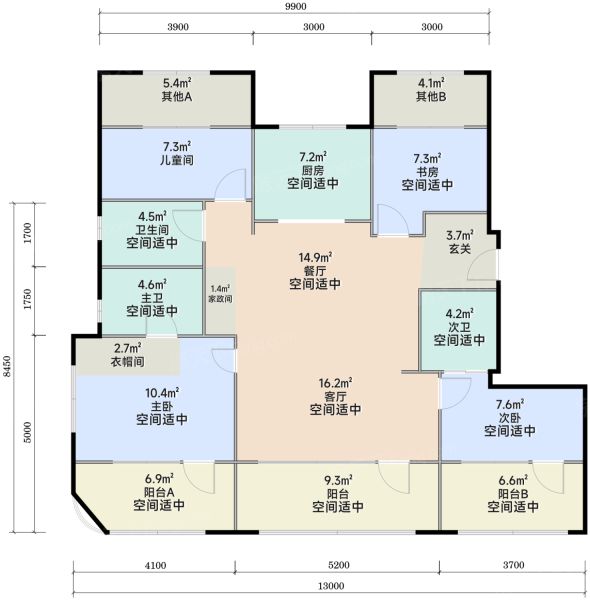 9900
3900
3000
3000
5.4㎡
其他A
4.1㎡
其他B
7.3㎡
儿童间
7.2㎡
厨房
空间适中
7.3㎡
书房
空间适中
4.5㎡
卫生间
空间适中
3.7㎡
玄关
14.9㎡
餐厅
空间适中
4.6㎡
主卫
空间适中
1.4㎡
家政间
4.2㎡
次卫
空间适中
2.7㎡
衣帽间
10.4㎡
主卧
空间适中
16.2㎡
客厅
空间适中
7.6㎡
次卧
空间适中
6.9㎡
阳台A
空间适中
9.3㎡
阳台
空间适中
6.6㎡
阳台B
空间适中
1700
1750
5000
8450
4100
5200
3700
13000